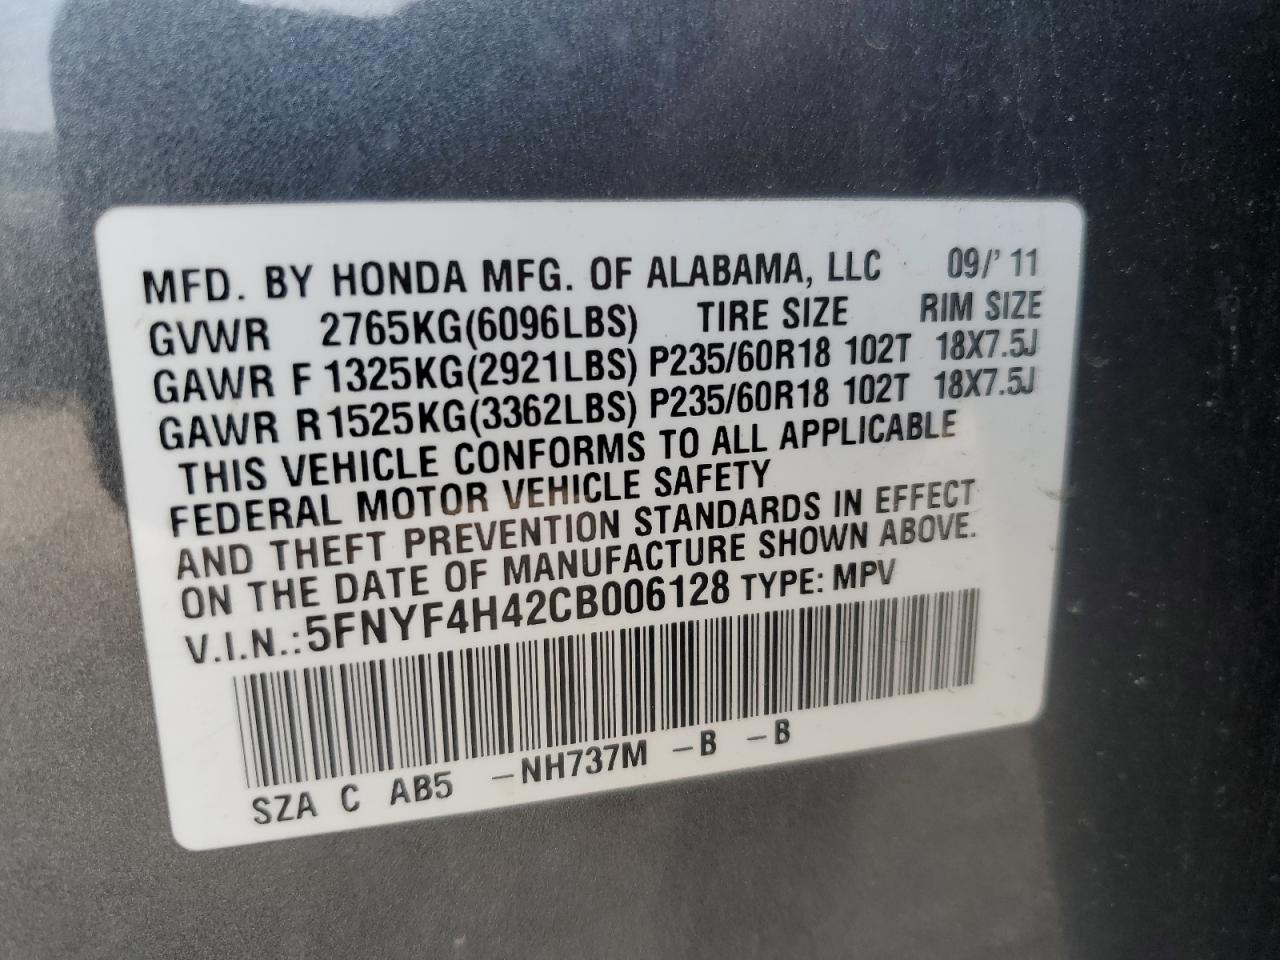 MFD. BY HONDA MFG. OF ALABAMA, LLC 09/' 11
GVWR 2765KG(6096LBS) TIRE SIZE RIM SIZE
GAWR F 1325KG(2921LBS) P235/60R18 102T 18X7.5J
GAWR R 1525KG(3362LBS) P235/60R18 102T 18X7.5J
THIS VEHICLE CONFORMS TO ALL APPLICABLE
FEDERAL MOTOR VEHICLE SAFETY
AND THEFT PREVENTION STANDARDS IN EFFECT
ON THE DATE OF MANUFACTURE SHOWN ABOVE.
V.I.N.: 5FNYF4H42CB006128 TYPE: MPV
SZA C AB5 -NH737M -B -B